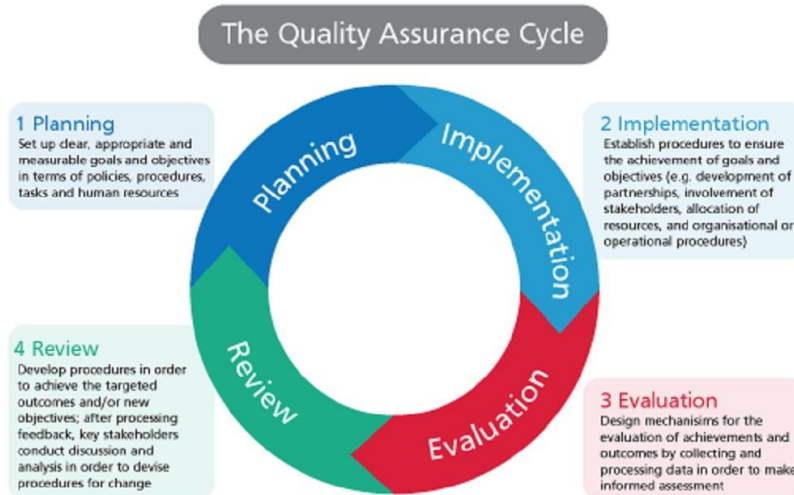 The Quality Assurance Cycle
1 Planning
Set up clear, appropriate and
measurable goals and objectives
in terms of policies, procedures,
tasks and human resources
Planning
Implementation
2 Implementation
Establish procedures to ensure
the achievement of goals and
objectives (e.g. development of
partnerships, involvement of
stakeholders, allocation of
resources, and organisational or
operational procedures)
4 Review
Develop procedures in order
to achieve the targeted
outcomes and/or new
objectives; after processing
feedback, key stakeholders
conduct discussion and
analysis in order to devise
procedures for change
Review
Evaluation
3 Evaluation
Design mechanisims for the
evaluation of achievements and
outcomes by collecting and
processing data in order to make
informed assessment